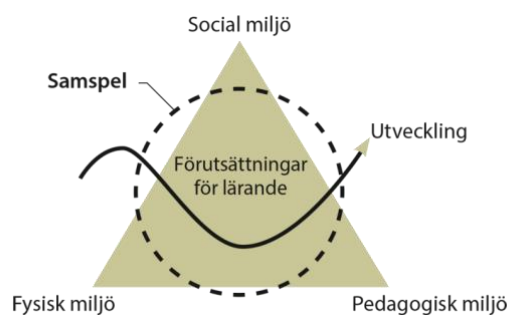 Social miljö
Samspel
Utveckling
Förutsättningar
för lärande
Fysisk miljö
Pedagogisk miljö